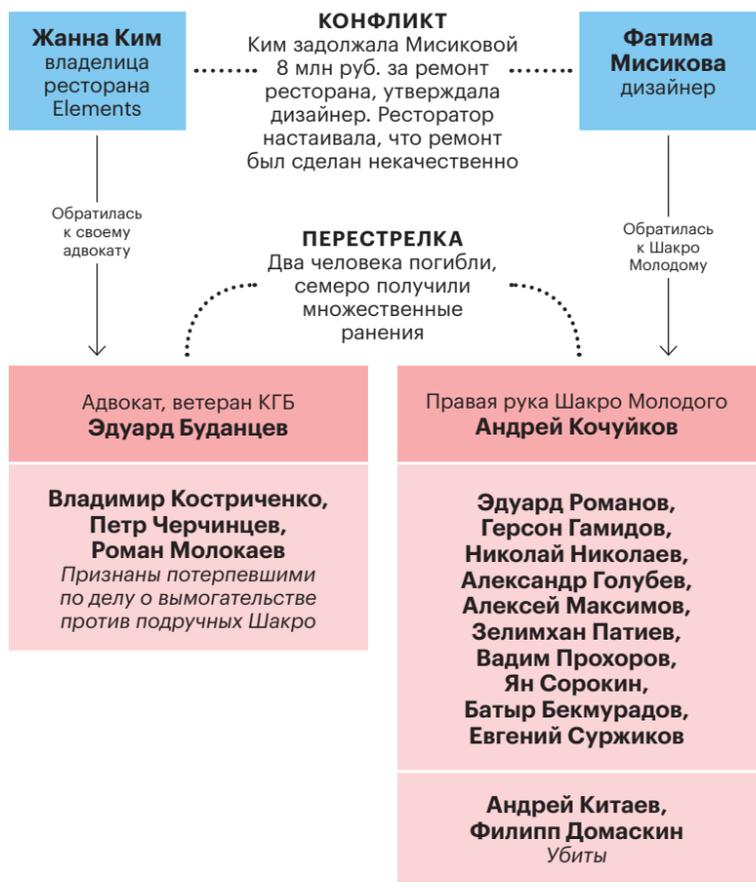 Жанна Ким
владелица
ресторана
Elements
КОНФЛИКТ
Ким задолжала Мисиковой
8 млн руб. за ремонт
ресторана, утверждала
дизайнер. Ресторатор
настаивала, что ремонт
был сделан некачественно
Фатима
Мисикова
дизайнер
Обратилась
к своему
адвокату
ПЕРЕСТРЕЛКА
Два человека погибли,
семеро получили
множественные
ранения
Обратилась
к Шакро
Молодому
Адвокат, ветеран КГБ
Эдуард Буданцев
Владимир Костриченко,
Петр Черчинцев,
Роман Молокаев
Признаны потерпевшими
по делу о вымогательстве
против подручных Шакро
Правая рука Шакро Молодого
Андрей Кочуйков
Эдуард Романов,
Герсон Гамидов,
Николай Николаев,
Александр Голубев,
Алексей Максимов,
Зелимхан Патиев,
Вадим Прохоров,
Ян Сорокин,
Батыр Бекмурадов,
Евгений Суржиков
Андрей Китаев,
Филипп Домаскин
Убиты